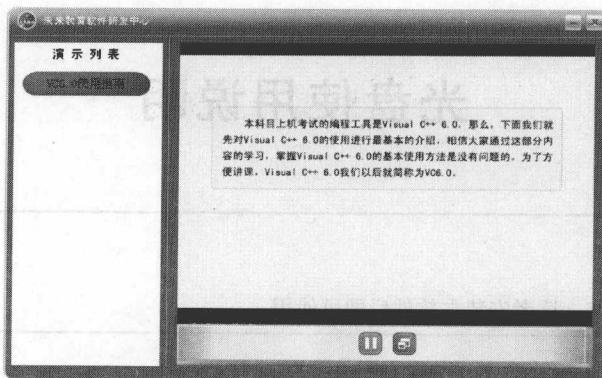 未来教育软件研发中心
演示列表
VC6.0使用指南
本科目上机考试的编程工具是Visual C++ 6.0。那么，下面我们就
先对Visual C++ 6.0的使用进行最基本的介绍，相信大家通过这部分内
容的学习，掌握Visual C++ 6.0的基本使用方法是没有问题的。为了方
便讲课，Visual C++ 6.0我们以后就简称为VC6.0。
光盘使用说明